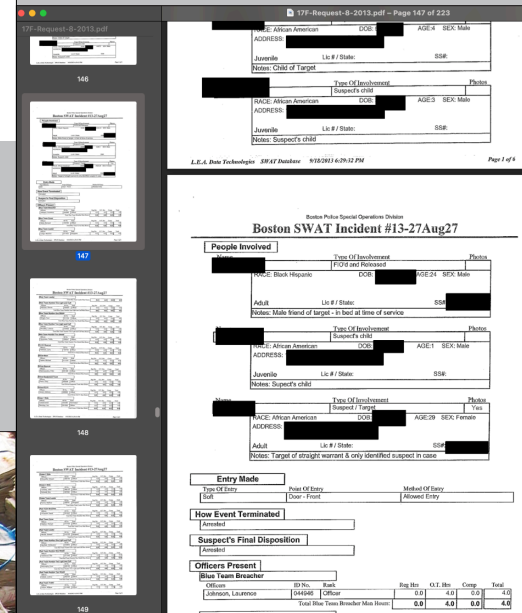 17F-Request-8-2013.pdf – Page 147 of 223
17F-Request-8-2013.pdf
146
147
148
149
RACE: African American DOB: AGE:4 SEX: Male
ADDRESS:
Juvenile Lic # / State: SS#:
Notes: Child of Target
Type Of Involvement Photos
Suspect's child
RACE: African American DOB: AGE:3 SEX: Male
ADDRESS:
Juvenile Lic # / State: SS#:
Notes: Suspect's child
L.E.A. Data Technologies SWAT Database 9/18/2013 6:29:32 PM Page 1 of 6
Boston Police Special Operations Division
Boston SWAT Incident #13-27Aug27
People Involved
Name Type Of Involvement Photos
FIO'd and Released
RACE: Black Hispanic DOB: AGE:24 SEX: Male
Adult Lic # / State: SS#
Notes: Male friend of target - in bed at time of service
Type Of Involvement Photos
Suspect's child
RACE: African American DOB: AGE:1 SEX: Male
ADDRESS:
Juvenile Lic # / State: SS#:
Notes: Supect's child
Name Type Of Involvement Photos
Suspect / Target Yes
RACE: African American DOB: AGE:29 SEX: Female
ADDRESS:
Adult Lic # / State: SS#:
Notes: Target of straight warrant & only identified suspect in case
Entry Made
Type Of Entry Point Of Entry Method Of Entry
Soft Door - Front Allowed Entry
How Event Terminated
Arrested
Suspect's Final Disposition
Arrested
Officers Present
Blue Team Breacher
Officers ID No. Rank Reg Hrs O.T. Hrs Comp Total
Johnson, Laurence 044946 Officer 0.0 4.0 0.0 4.0
Total Blue Team Breacher Man Hours: 0.0 4.0 0.0 4.0